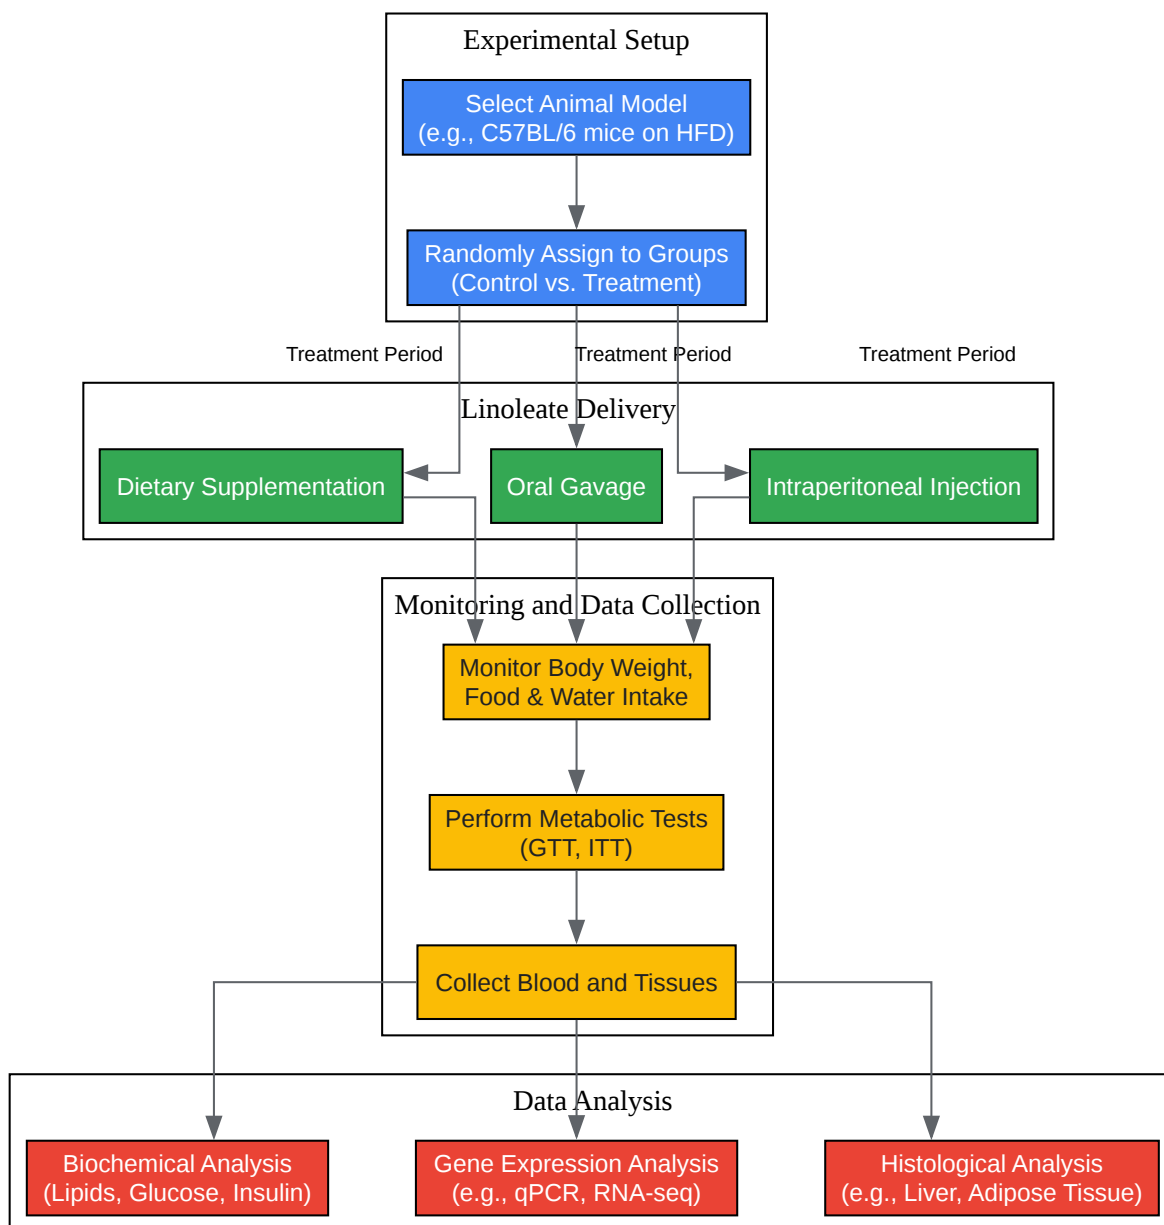 Experimental Setup
Select Animal Model
(e.g., C57BL/6 mice on HFD)
Randomly Assign to Groups
(Control vs. Treatment)
Treatment Period
Treatment Period
Treatment Period
Linoleate Delivery
Dietary Supplementation
Oral Gavage
Intraperitoneal Injection
Monitoring and Data Collection
Monitor Body Weight,
Food & Water Intake
Perform Metabolic Tests
(GTT, ITT)
Collect Blood and Tissues
Data Analysis
Biochemical Analysis
(Lipids, Glucose, Insulin)
Gene Expression Analysis
(e.g., qPCR, RNA-seq)
Histological Analysis
(e.g., Liver, Adipose Tissue)